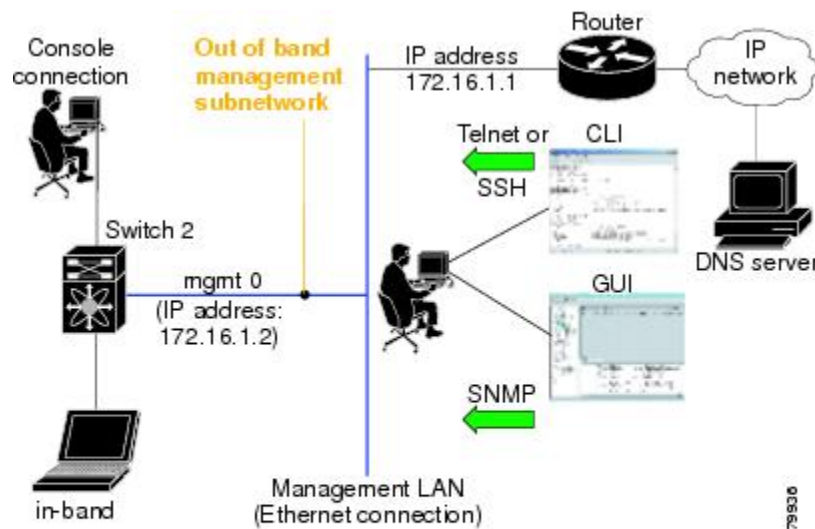 Console
connection
Out of band
management
subnetwork
IP address
172.16.1.1
Router
IP
network
Telnet or
SSH
CLI
DNS server
Switch 2
mgmt 0
(IP address:
172.16.1.2)
GUI
SNMP
in-band
Management LAN
(Ethernet connection)
79936